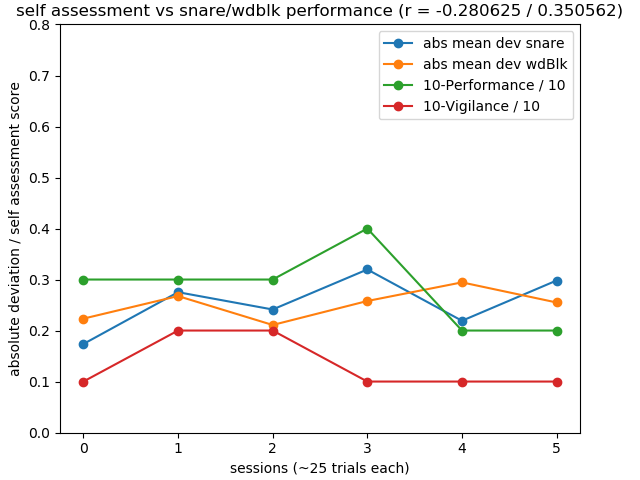 self assessment vs snare/wdblk performance (r = -0.280625 / 0.350562)
absolute deviation / self assessment score
0.8
0.7
0.6
0.5
0.4
0.3
0.2
0.1
0.0
abs mean dev snare
abs mean dev wdBlk
10-Performance / 10
10-Vigilance / 10
0 1 2 3 4 5
sessions (~25 trials each)